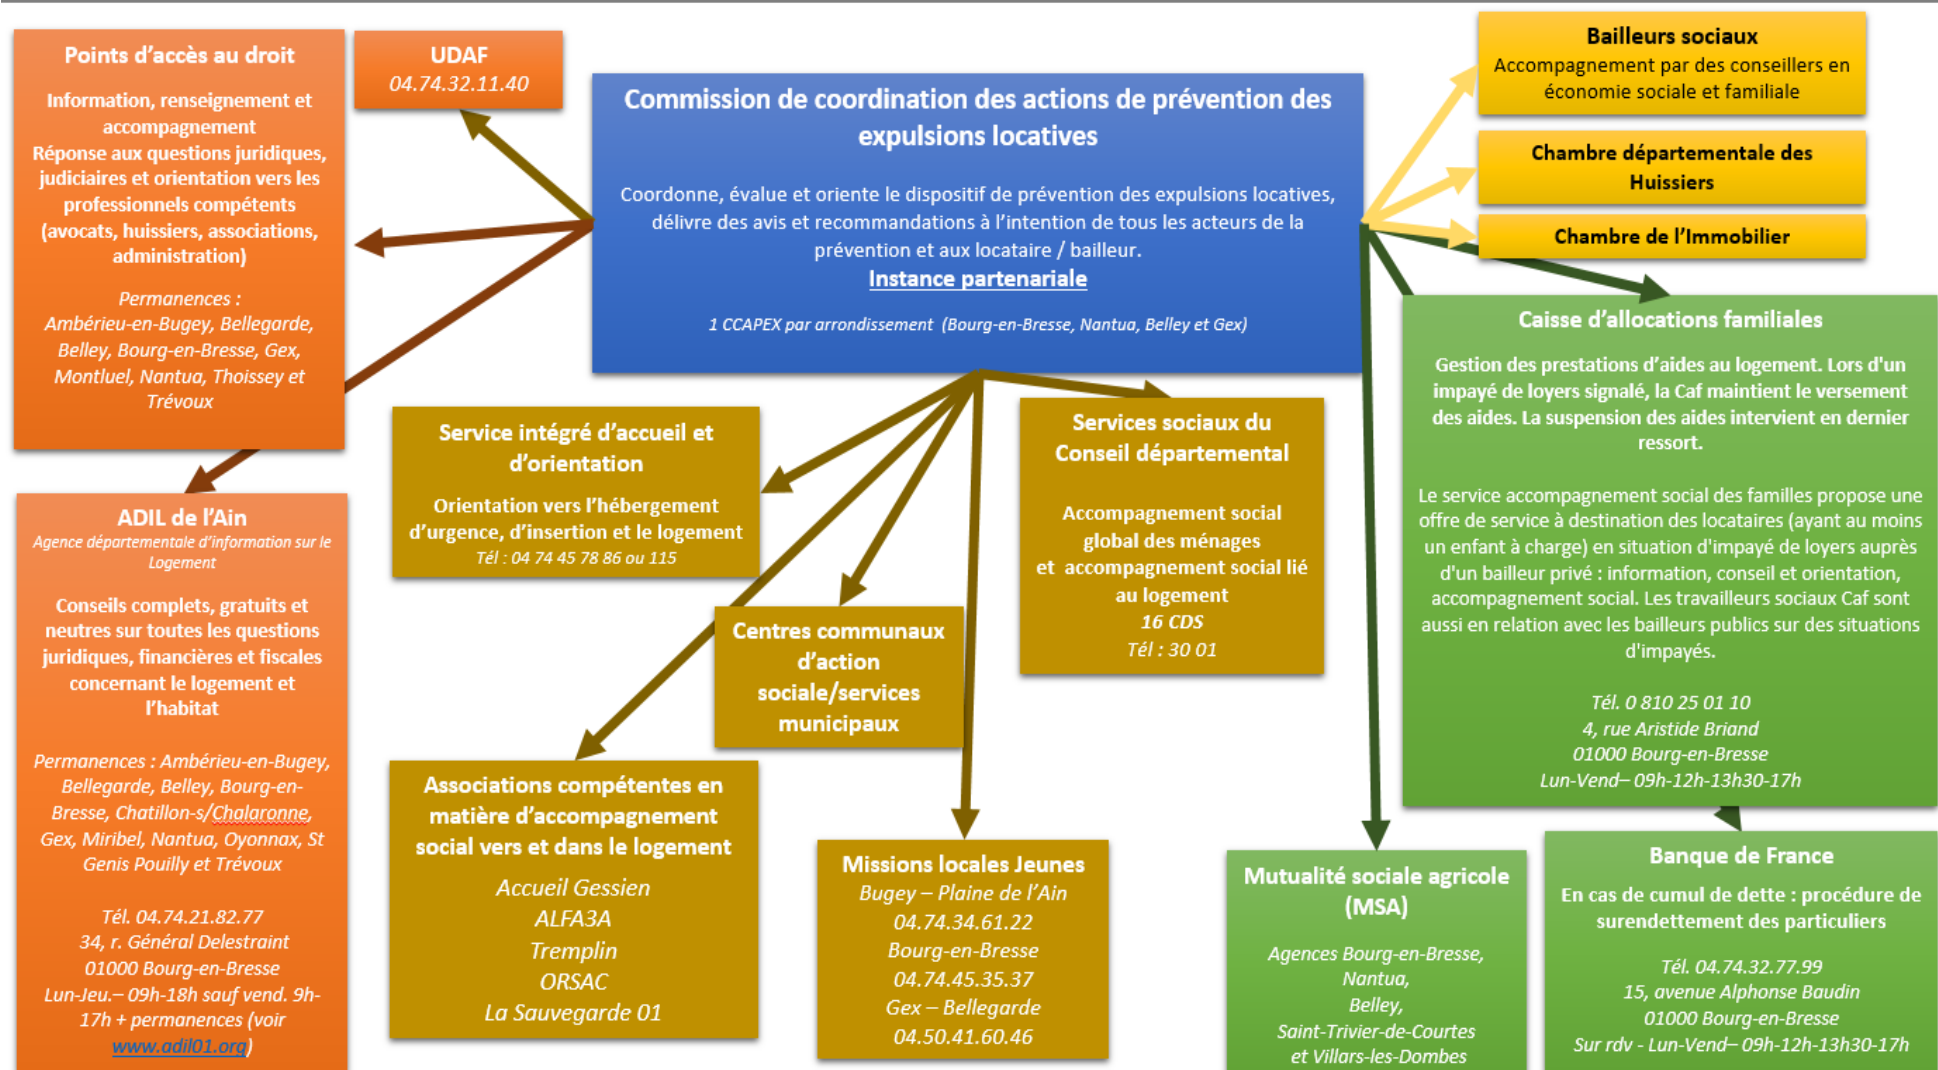 Points d'accès au droit
Information, renseignement et
accompagnement
Réponse aux questions juridiques,
judiciaires et orientation vers les
professionnels compétents
(avocats, huissiers, associations,
administration)
Permanences :
Ambérieu-en-Bugey, Bellegarde,
Belley, Bourg-en-Bresse, Gex,
Montluel, Nantua, Thoissey et
Trévoux
UDAF
04.74.32.11.40
Commission de coordination des actions de prévention des
expulsions locatives
Coordonne, évalue et oriente le dispositif de prévention des expulsions locatives,
délivre des avis et recommandations à l'intention de tous les acteurs de la
prévention et aux locataire / bailleur.
Instance partenariale
1 CCAPEX par arrondissement (Bourg-en-Bresse, Nantua, Belley et Gex)
Bailleurs sociaux
Accompagnement par des conseillers en
économie sociale et familiale
Chambre départementale des
Huissiers
Chambre de l'Immobilier
Caisse d'allocations familiales
Gestion des prestations d'aides au logement. Lors d'un
impayé de loyers signalé, la Caf maintient le versement
des aides. La suspension des aides intervient en dernier
ressort.
Le service accompagnement social des familles propose une
offre de service à destination des locataires (ayant au moins
un enfant à charge) en situation d'impayé de loyers auprès
d'un bailleur privé : information, conseil et orientation,
accompagnement social. Les travailleurs sociaux Caf sont
aussi en relation avec les bailleurs publics sur des situations
d'impayés.
Tél. 0 810 25 01 10
4, rue Aristide Briand
01000 Bourg-en-Bresse
Lun-Vend– 09h-12h-13h30-17h
Service intégré d'accueil et
d'orientation
Orientation vers l'hébergement
d'urgence, d'insertion et le logement
Tél : 04 74 45 78 86 ou 115
Services sociaux du
Conseil départemental
Accompagnement social
global des ménages
et accompagnement social lié
au logement
16 CDS
Tél : 30 01
ADIL de l'Ain
Agence départementale d'information sur le
Logement
Conseils complets, gratuits et
neutres sur toutes les questions
juridiques, financières et fiscales
concernant le logement et
l'habitat
Permanences : Ambérieu-en-Bugey,
Bellegarde, Belley, Bourg-en-
Bresse, Chatillon-s/Chalaronne,
Gex, Miribel, Nantua, Oyonnax, St
Genis Pouilly et Trévoux
Tél. 04.74.21.82.77
34, r. Général Delestraint
01000 Bourg-en-Bresse
Lun-Jeu.– 09h-18h sauf vend. 9h-
17h + permanences (voir
www.adil01.org)
Centres communaux
d'action
sociale/services
municipaux
Associations compétentes en
matière d'accompagnement
social vers et dans le logement
Accueil Gessien
ALFA3A
Tremplin
ORSAC
La Sauvegarde 01
Missions locales Jeunes
Bugey – Plaine de l'Ain
04.74.34.61.22
Bourg-en-Bresse
04.74.45.35.37
Gex – Bellegarde
04.50.41.60.46
Mutualité sociale agricole
(MSA)
Agences Bourg-en-Bresse,
Nantua,
Belley,
Saint-Trivier-de-Courtes
et Villars-les-Dombes
Banque de France
En cas de cumul de dette : procédure de
surendettement des particuliers
Tél. 04.74.32.77.99
15, avenue Alphonse Baudin
01000 Bourg-en-Bresse
Sur rdv - Lun-Vend– 09h-12h-13h30-17h